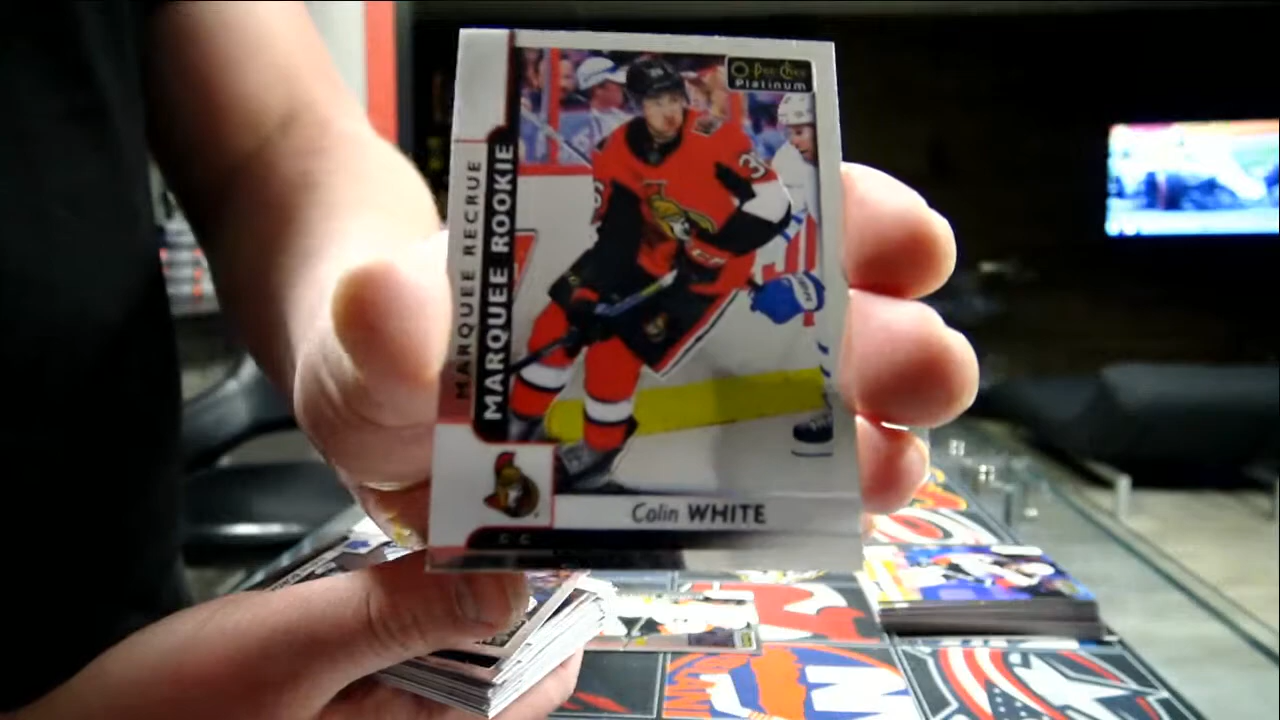 O-Pee-Chee
Platinum
MARQUEE RECRUE
MARQUEE ROOKIE
Colin WHITE
C C